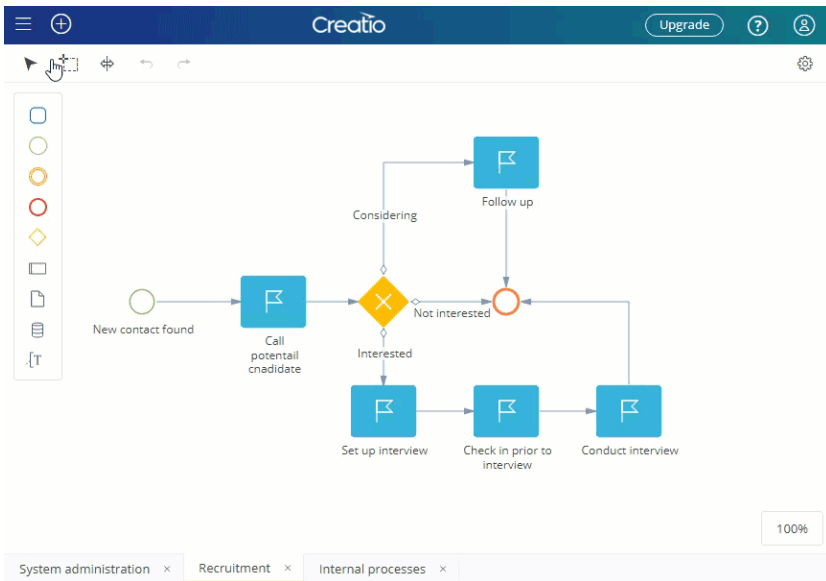 Creatio
Upgrade
?
Follow up
Considering
New contact found
Not interested
Call
potentail
cnadidate
Interested
T
Set up interview
Check in prior to
interview
Conduct interview
100%
System administration ×
Recruitment ×
Internal processes ×